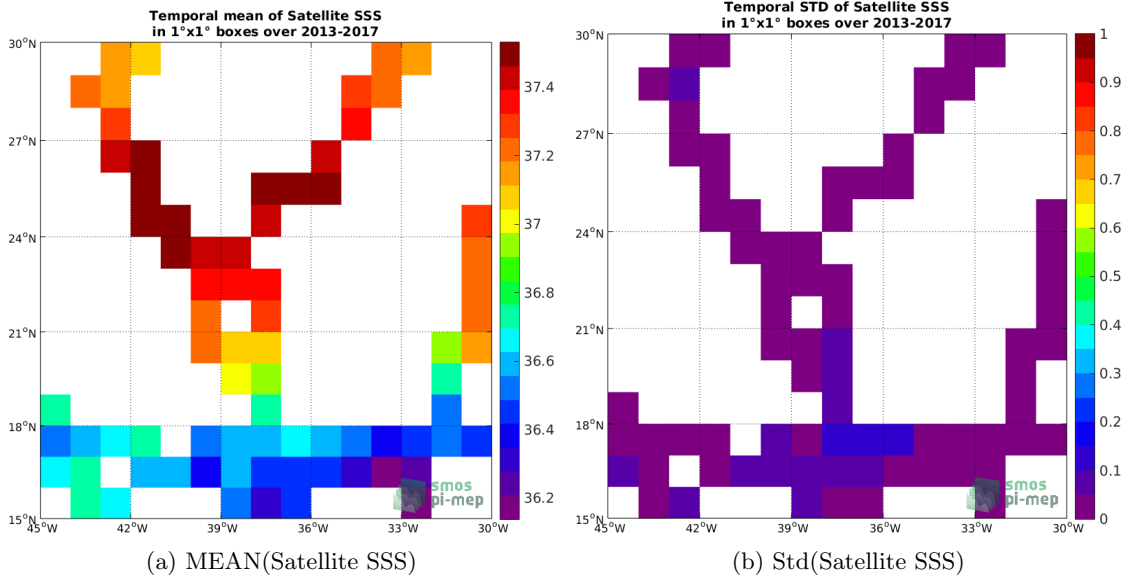 Temporal mean of Satellite SSS
in 1°x1° boxes over 2013-2017
30°N
27°N
24°N
21°N
18°N
15°N
45°W
42°W
39°W
36°W
33°W
30°W
37.4
37.2
37
36.8
36.6
36.4
36.2
smos
pi-mep
(a) MEAN(Satellite SSS)
Temporal STD of Satellite SSS
in 1°x1° boxes over 2013-2017
30°N
27°N
24°N
21°N
18°N
15°N
45°W
42°W
39°W
36°W
33°W
30°W
1
0.9
0.8
0.7
0.6
0.5
0.4
0.3
0.2
0.1
0
smos
pi-mep
(b) Std(Satellite SSS)